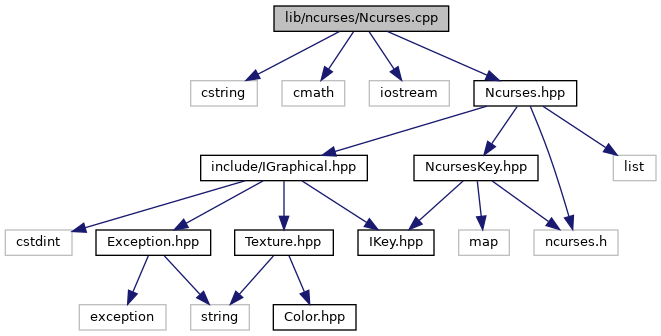 lib/ncurses/Ncurses.cpp
cstring
cmath
iostream
Ncurses.hpp
include/IGraphical.hpp
NcursesKey.hpp
list
cstdint
Exception.hpp
Texture.hpp
IKey.hpp
map
ncurses.h
exception
string
Color.hpp